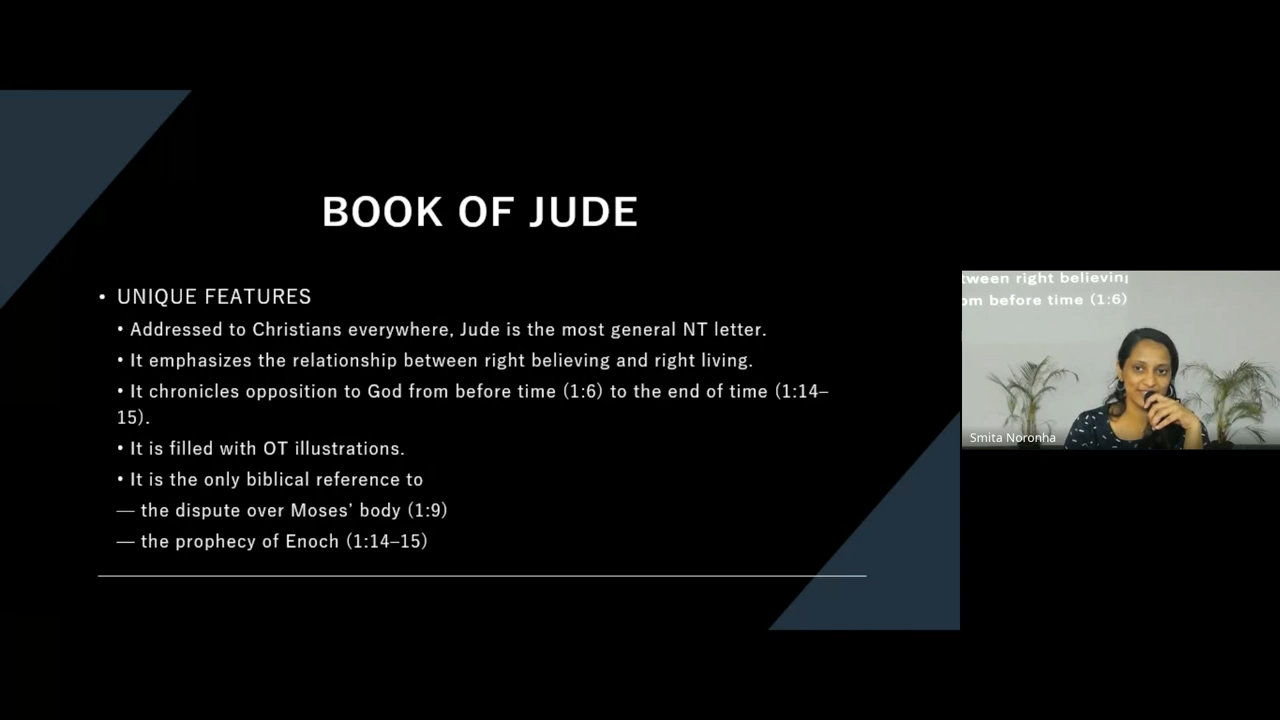 BOOK OF JUDE
• UNIQUE FEATURES
• Addressed to Christians everywhere, Jude is the most general NT letter.
• It emphasizes the relationship between right believing and right living.
• It chronicles opposition to God from before time (1:6) to the end of time (1:14–
15).
• It is filled with OT illustrations.
• It is the only biblical reference to
— the dispute over Moses’ body (1:9)
— the prophecy of Enoch (1:14–15)
tween right believing
om before time (1:6)
Smita Noronha